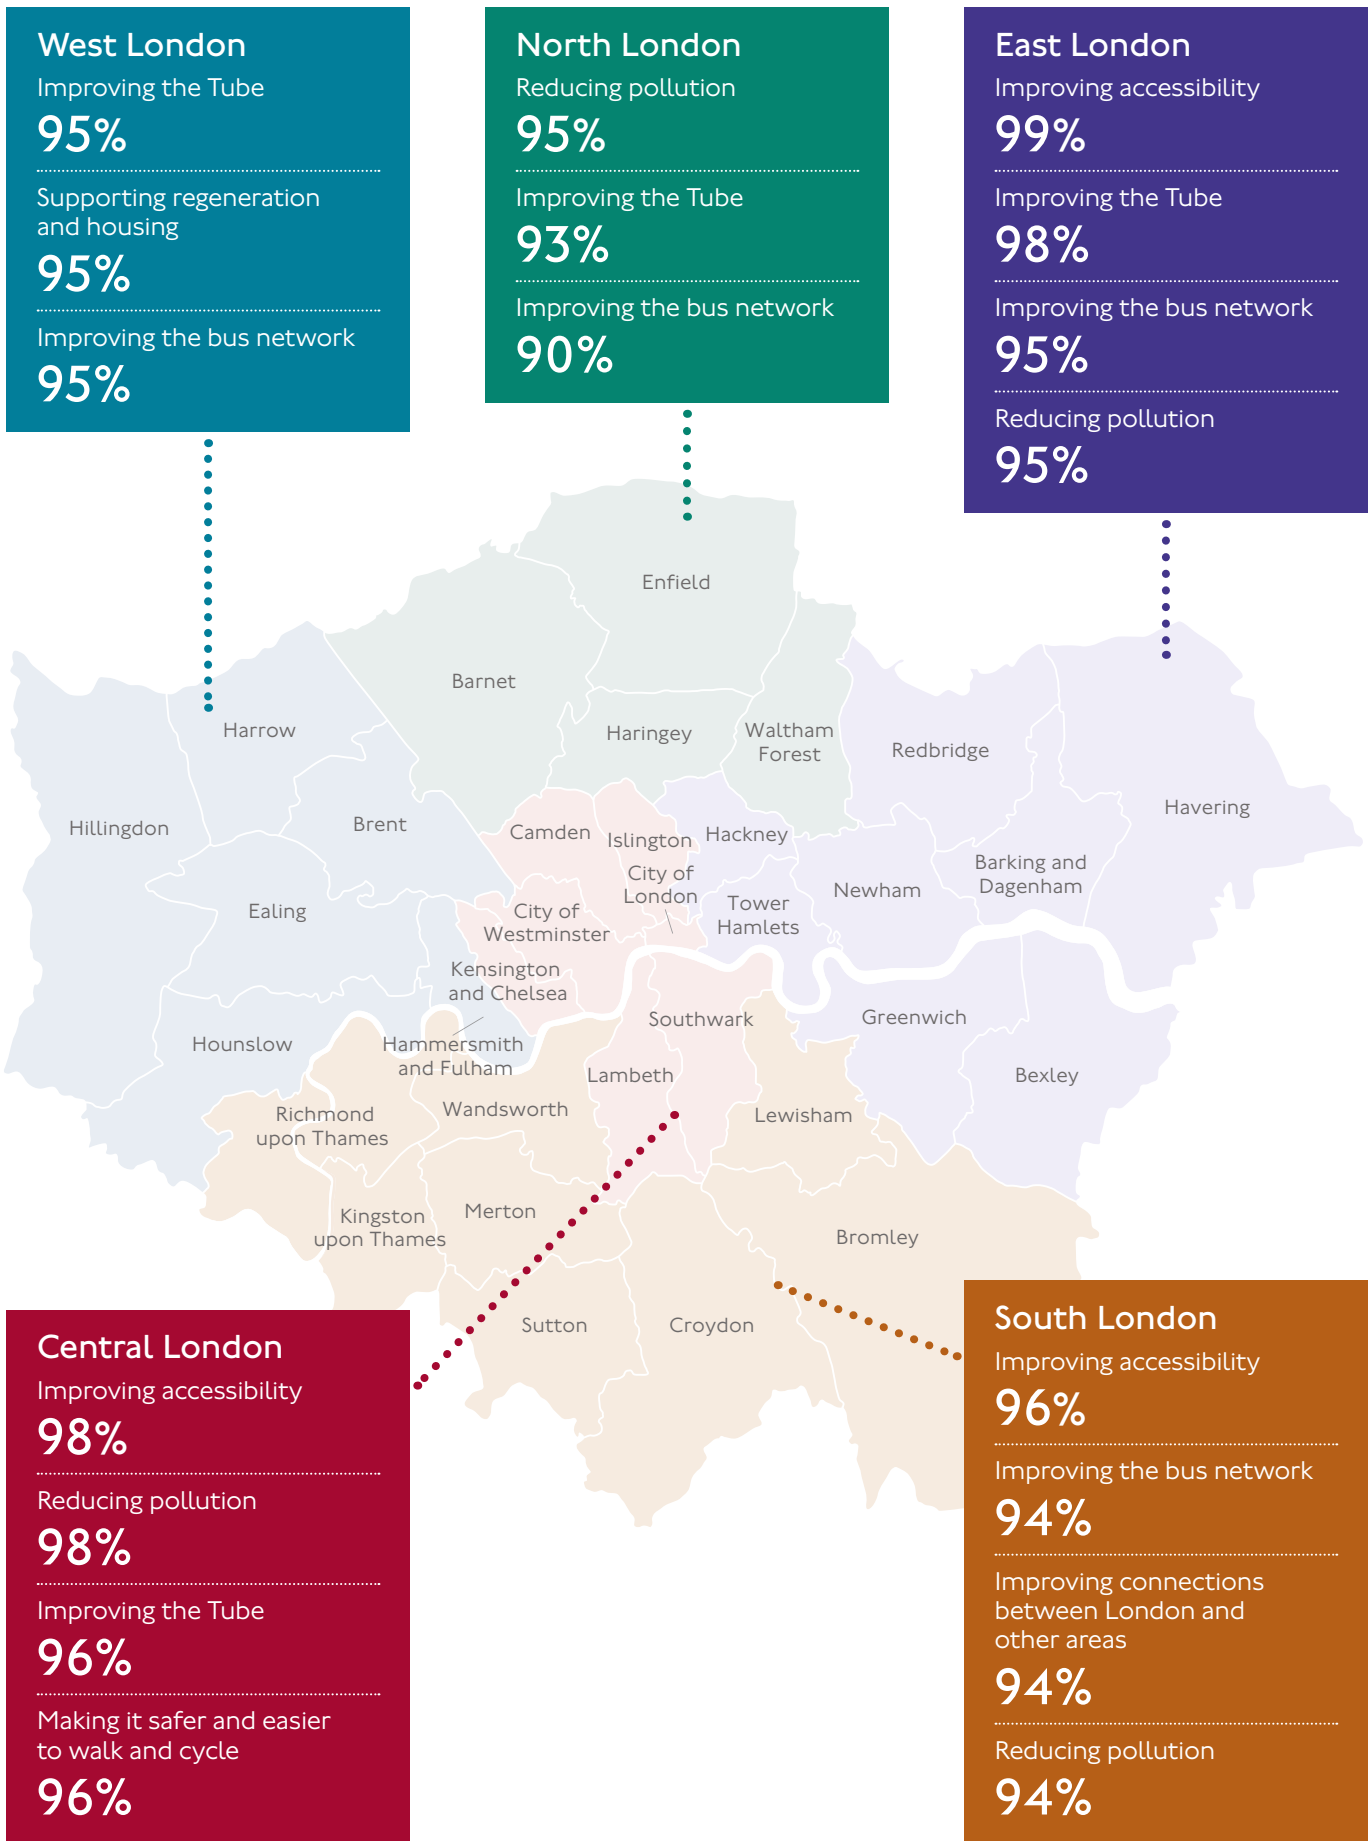 West London
Improving the Tube
95%
Supporting regeneration
and housing
95%
Improving the bus network
95%
North London
Reducing pollution
95%
Improving the Tube
93%
Improving the bus network
90%
East London
Improving accessibility
99%
Improving the Tube
98%
Improving the bus network
95%
Reducing pollution
95%
Enfield
Barnet
Haringey
Waltham
Forest
Harrow
Redbridge
Hillingdon
Brent
Camden
Islington
Hackney
Havering
City of
London
Barking and
Dagenham
Newham
Tower
Hamlets
Ealing
City of
Westminster
Kensington
and Chelsea
Southwark
Greenwich
Hounslow
Hammersmith
and Fulham
Lambeth
Bexley
Richmond
upon Thames
Wandsworth
Lewisham
Kingston
upon Thames
Merton
Bromley
Sutton
Croydon
Central London
Improving accessibility
98%
Reducing pollution
98%
Improving the Tube
96%
Making it safer and easier
to walk and cycle
96%
South London
Improving accessibility
96%
Improving the bus network
94%
Improving connections
between London and
other areas
94%
Reducing pollution
94%